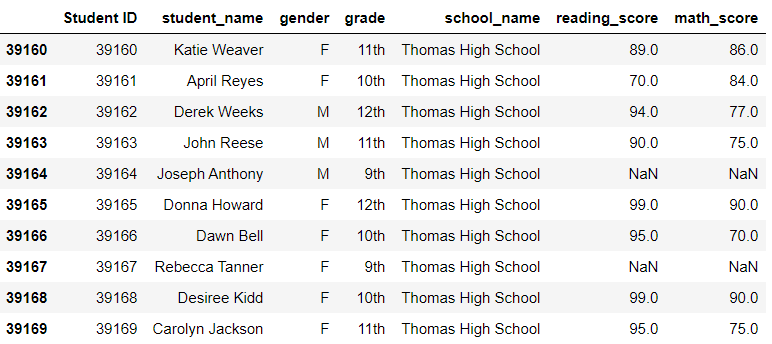 Student ID student_name gender grade school_name reading_score math_score
39160 39160 Katie Weaver F 11th Thomas High School 89.0 86.0
39161 39161 April Reyes F 10th Thomas High School 70.0 84.0
39162 39162 Derek Weeks M 12th Thomas High School 94.0 77.0
39163 39163 John Reese M 11th Thomas High School 90.0 75.0
39164 39164 Joseph Anthony M 9th Thomas High School NaN NaN
39165 39165 Donna Howard F 12th Thomas High School 99.0 90.0
39166 39166 Dawn Bell F 10th Thomas High School 95.0 70.0
39167 39167 Rebecca Tanner F 9th Thomas High School NaN NaN
39168 39168 Desiree Kidd F 10th Thomas High School 99.0 90.0
39169 39169 Carolyn Jackson F 11th Thomas High School 95.0 75.0